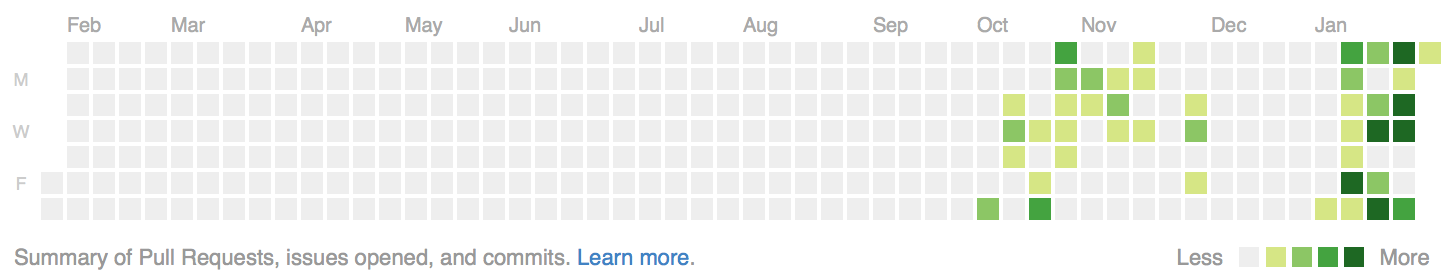 Feb Mar Apr May Jun Jul Aug Sep Oct Nov Dec Jan
M
W
F
Summary of Pull Requests, issues opened, and commits. Learn more. Less More